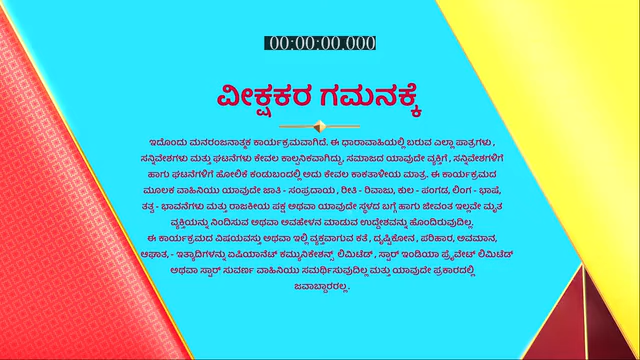 00:00:00.000
ವೀಕ್ಷಕರ ಗಮನಕ್ಕೆ
ಇದೊಂದು ಮನರಂಜನಾತ್ಮಕ ಕಾರ್ಯಕ್ರಮವಾಗಿದೆ. ಈ ಧಾರಾವಾಹಿಯಲ್ಲಿ ಬರುವ ಎಲ್ಲಾ ಪಾತ್ರಗಳು,
ಸನ್ನಿವೇಶಗಳು ಮತ್ತು ಘಟನೆಗಳು ಕೇವಲ ಕಾಲ್ಪನಿಕವಾಗಿದ್ದು, ಸಮಾಜದ ಯಾವುದೇ ವ್ಯಕ್ತಿಗೆ, ಸನ್ನಿವೇಶಗಳಿಗೆ
ಹಾಗು ಘಟನೆಗಳಿಗೆ ಹೋಲಿಕೆ ಕಂಡುಬಂದಲ್ಲಿ ಅದು ಕೇವಲ ಕಾಕತಾಳೀಯ ಮಾತ್ರ. ಈ ಕಾರ್ಯಕ್ರಮದ
ಮೂಲಕ ವಾಹಿನಿಯು ಯಾವುದೇ ಜಾತಿ - ಸಂಪ್ರದಾಯ, ರೀತಿ - ರಿವಾಜು, ಕುಲ - ಪಂಗಡ, ಲಿಂಗ - ಭಾಷೆ,
ತತ್ವ - ಭಾವನೆಗಳು ಮತ್ತು ರಾಜಕೀಯ ಪಕ್ಷ ಅಥವಾ ಯಾವುದೇ ಸ್ಥಳದ ಬಗ್ಗೆ ಹಾಗು ಜೀವಂತ ಇಲ್ಲವೇ ಮೃತ
ವ್ಯಕ್ತಿಯನ್ನು ನಿಂದಿಸುವ ಅಥವಾ ಅವಹೇಳನ ಮಾಡುವ ಉದ್ದೇಶವನ್ನು ಹೊಂದಿರುವುದಿಲ್ಲ.
ಈ ಕಾರ್ಯಕ್ರಮದ ವಿಷಯವಸ್ತು ಅಥವಾ ಇಲ್ಲಿ ವ್ಯಕ್ತವಾಗುವ ಕತೆ, ದೃಷ್ಟಿಕೋನ, ಪರಿಹಾರ, ಅವಮಾನ,
ಆಘಾತ, - ಇತ್ಯಾದಿಗಳನ್ನು ಏಷಿಯಾನೆಟ್ ಕಮ್ಯುನಿಕೇಶನ್ಸ್ ಲಿಮಿಟೆಡ್, ಸ್ಟಾರ್ ಇಂಡಿಯಾ ಪ್ರೈವೇಟ್ ಲಿಮಿಟೆಡ್
ಅಥವಾ ಸ್ಟಾರ್ ಸುವರ್ಣ ವಾಹಿನಿಯು ಸಮರ್ಥಿಸುವುದಿಲ್ಲ ಮತ್ತು ಯಾವುದೇ ಪ್ರಕಾರದಲ್ಲಿ
ಜವಾಬ್ದಾರರಲ್ಲ.